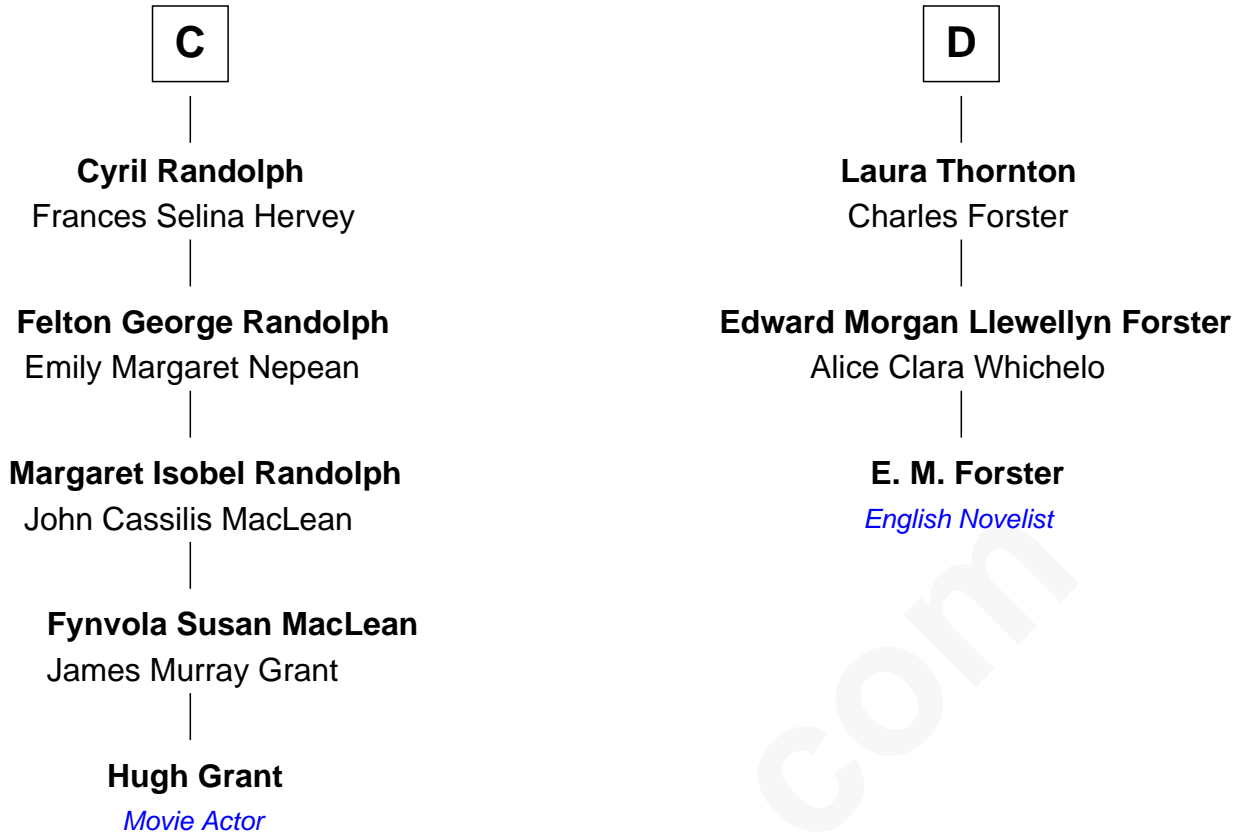 C
Cyril Randolph
Frances Selina Hervey
Felton George Randolph
Emily Margaret Nepean
Margaret Isobel Randolph
John Cassilis MacLean
Fynvola Susan MacLean
James Murray Grant
Hugh Grant
Movie Actor
D
Laura Thornton
Charles Forster
Edward Morgan Llewellyn Forster
Alice Clara Whichelo
E. M. Forster
English Novelist
com